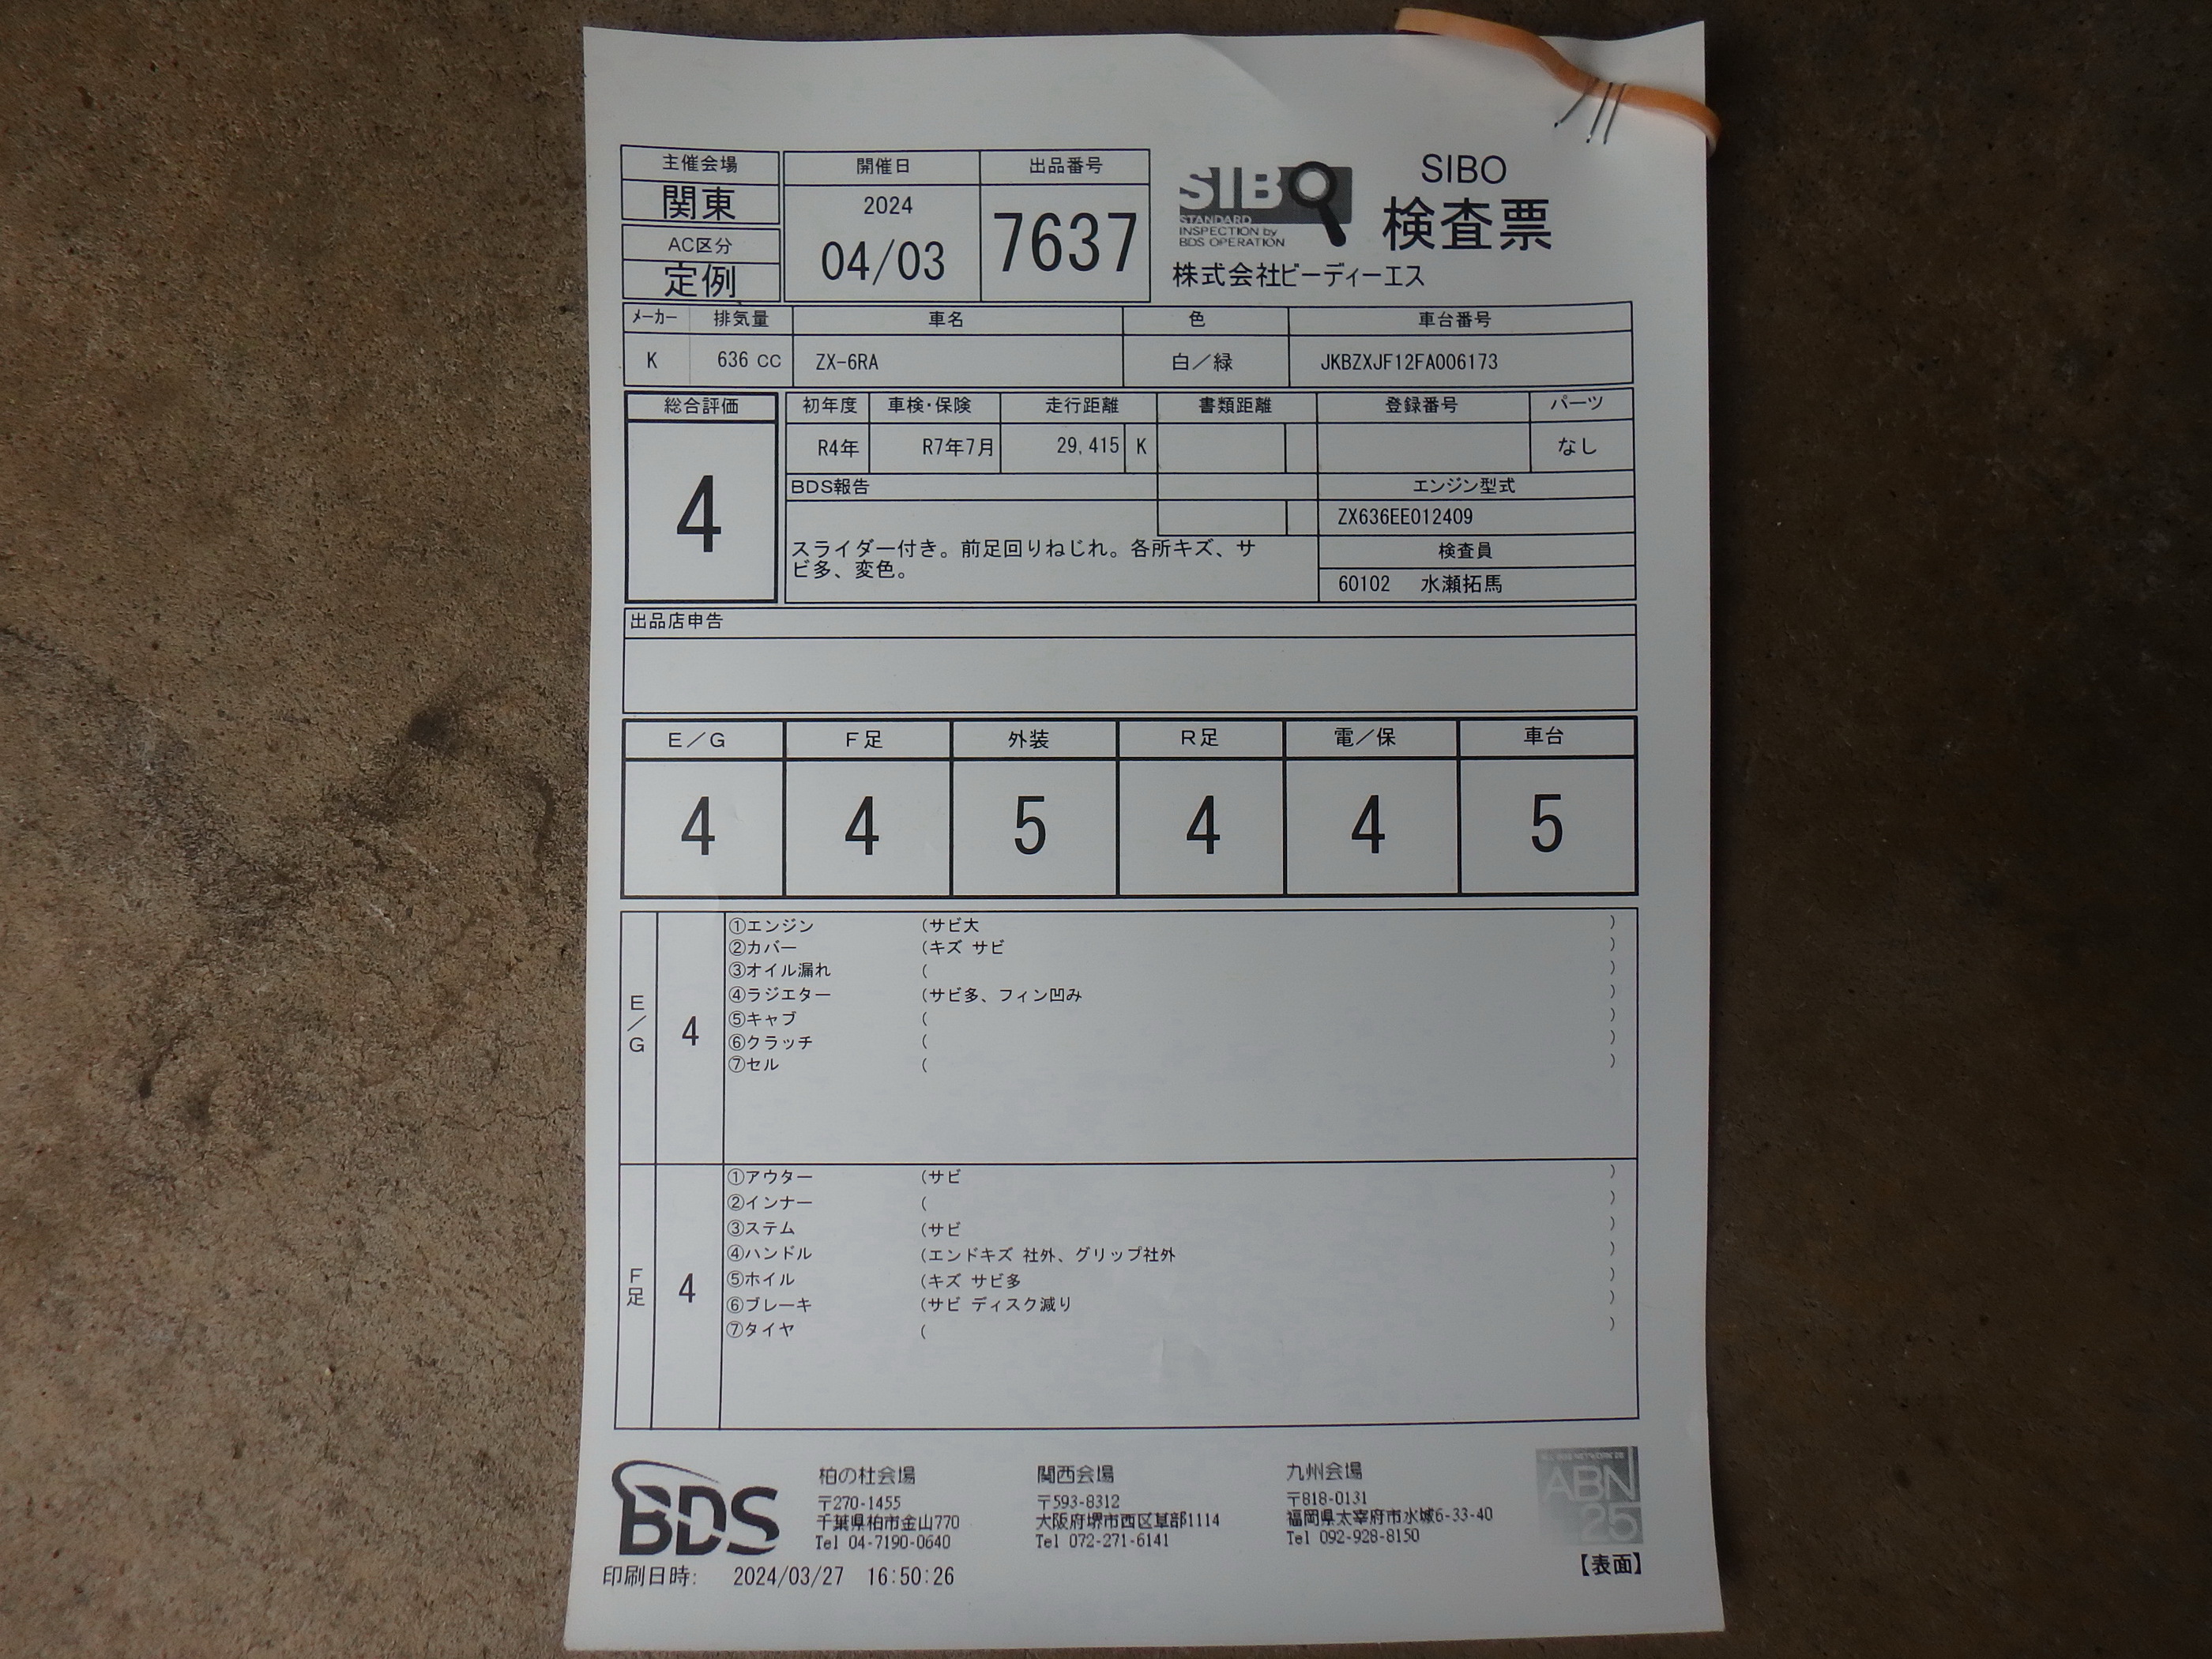 主催会場
関東
AC区分
定例
開催日
2024
04/03
出品番号
7637
SIBO
STANDARD
INSPECTION by
BDS OPERATION
SIBO
検査票
株式会社ビーディーエス
ﾒｰｶｰ 排気量 車名 色 車台番号
K 636 CC ZX-6RA 白／緑 JKBZXJF12FA006173
総合評価 初年度 車検・保険 走行距離 書類距離 登録番号 パーツ
4 R4年 R7年7月 29,415 K なし
BDS報告 エンジン型式
ZX636EE012409
スライダー付き。前足回りねじれ。各所キズ、サ
ビ多、変色。
検査員
60102 水瀬拓馬
出品店申告
E／G F足 外装 R足 電／保 車台
4 4 5 4 4 5
E／G 4
①エンジン (サビ大 )
②カバー (キズ サビ )
③オイル漏れ ( )
④ラジエター (サビ多、フィン凹み )
⑤キャブ ( )
⑥クラッチ ( )
⑦セル ( )
F足 4
①アウター (サビ )
②インナー ( )
③ステム (サビ )
④ハンドル (エンドキズ 社外、グリップ社外 )
⑤ホイル (キズ サビ多 )
⑥ブレーキ (サビ ディスク減り )
⑦タイヤ ( )
BDS
柏の杜会場
〒270-1455
千葉県柏市金山770
Tel 04-7190-0640
関西会場
〒593-8312
大阪府堺市西区草部1114
Tel 072-271-6141
九州会場
〒818-0131
福岡県太宰府市水城6-33-40
Tel 092-928-8150
ABN
25
【表面】
印刷日時: 2024/03/27 16:50:26